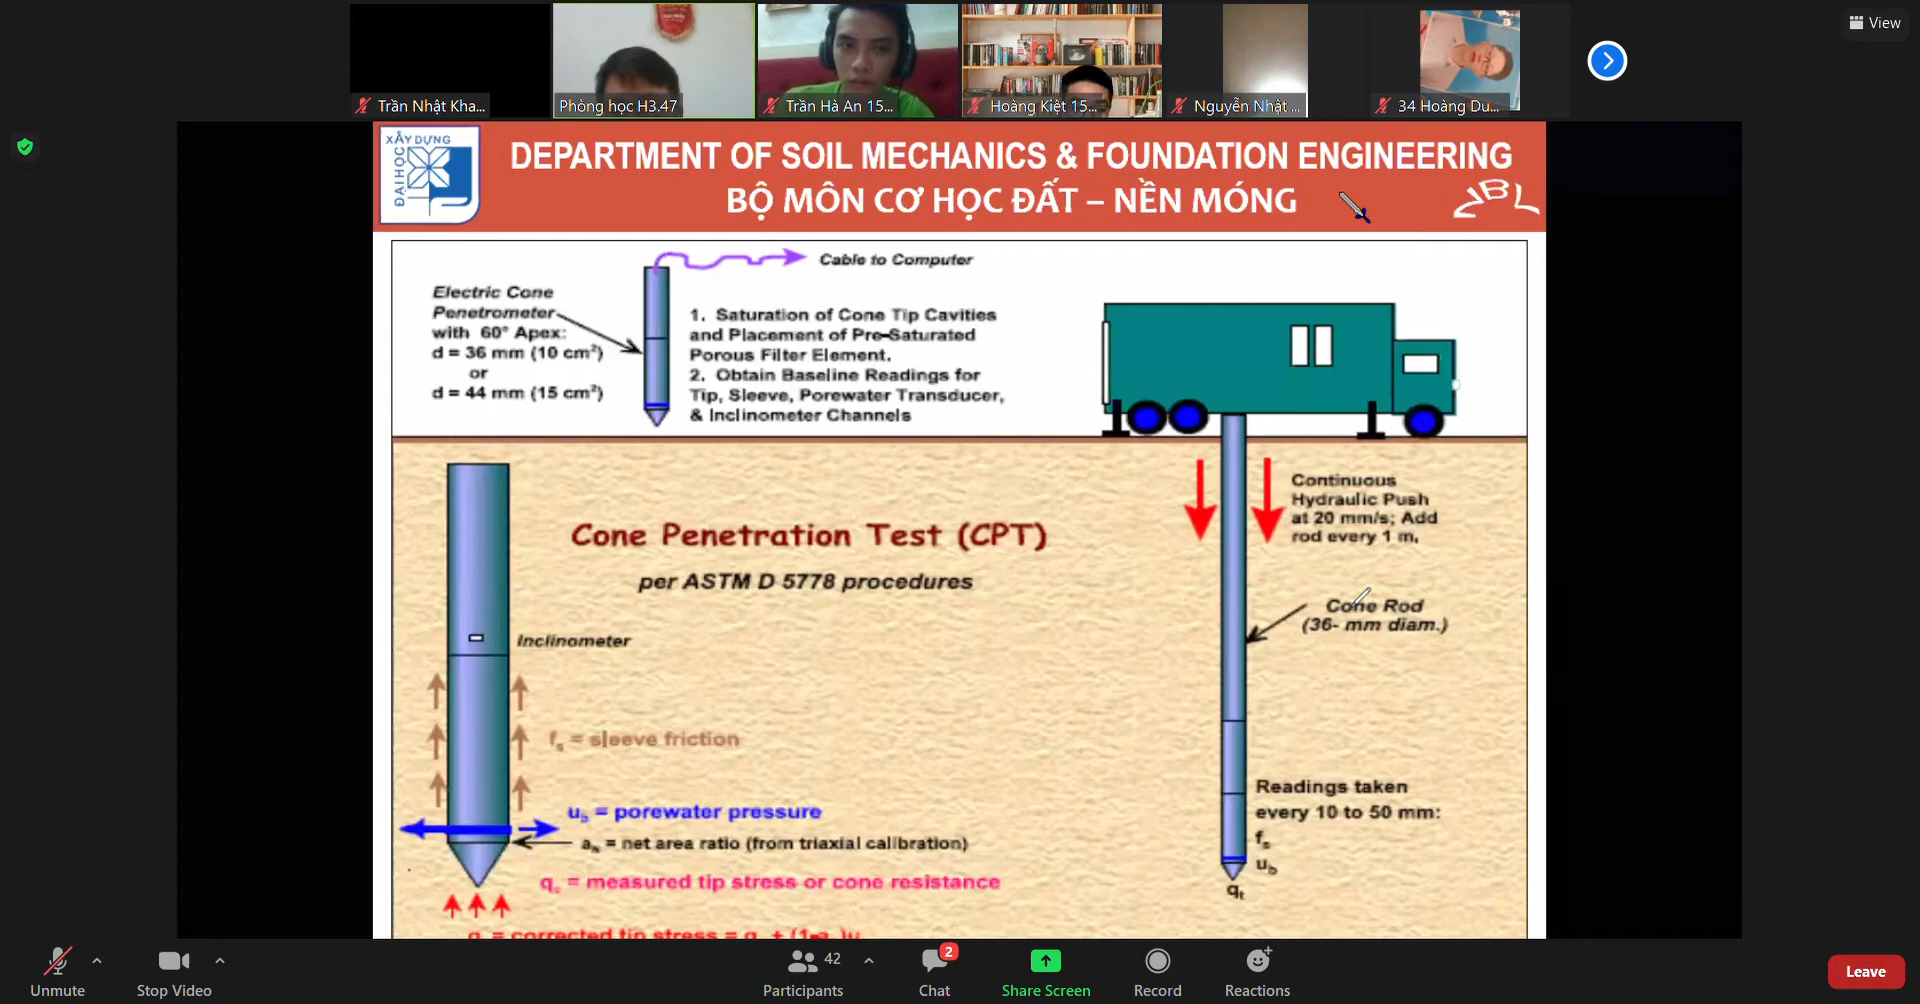 View
Trần Nhật Kha...
Phòng học H3.47
Trần Hà An 15...
Hoàng Kiệt 15...
Nguyễn Nhật ...
34 Hoàng Du...
ĐẠI HỌC
XÂY DỰNG
DEPARTMENT OF SOIL MECHANICS & FOUNDATION ENGINEERING
BỘ MÔN CƠ HỌC ĐẤT – NỀN MÓNG
Cable to Computer
Electric Cone
Penetrometer
with 60° Apex:
d = 36 mm (10 cm²)
or
d = 44 mm (15 cm²)
1. Saturation of Cone Tip Cavities
and Placement of Pre-Saturated
Porous Filter Element.
2. Obtain Baseline Readings for
Tip, Sleeve, Porewater Transducer,
& Inclinometer Channels
Continuous
Hydraulic Push
at 20 mm/s; Add
rod every 1 m.
Cone Penetration Test (CPT)
per ASTM D 5778 procedures
Cone Rod
(36- mm diam.)
Inclinometer
fs = sleeve friction
ub = porewater pressure
an = net area ratio (from triaxial calibration)
qc = measured tip stress or cone resistance
Readings taken
every 10 to 50 mm:
fs
ub
qt
= corrected tip stress = q + (1-a )u
Unmute
Stop Video
42
Participants
2
Chat
Share Screen
Record
Reactions
Leave